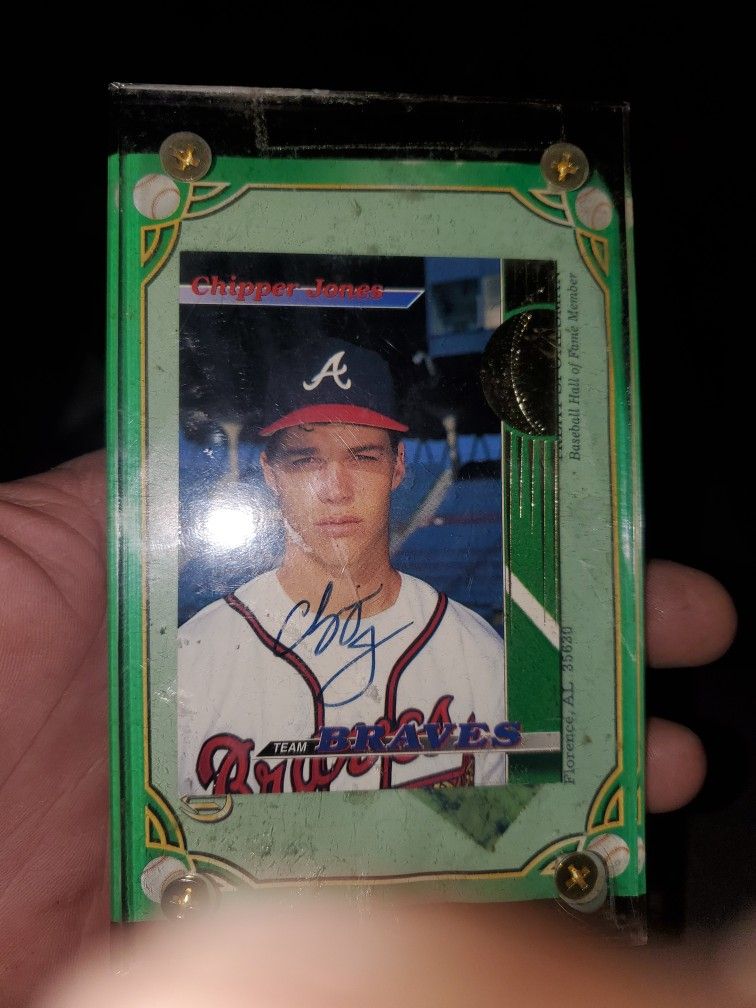 Chipper Jones
A
Baseball Hall of Fame Member
TEAM BRAVES
Braves
Florence, AL 35630